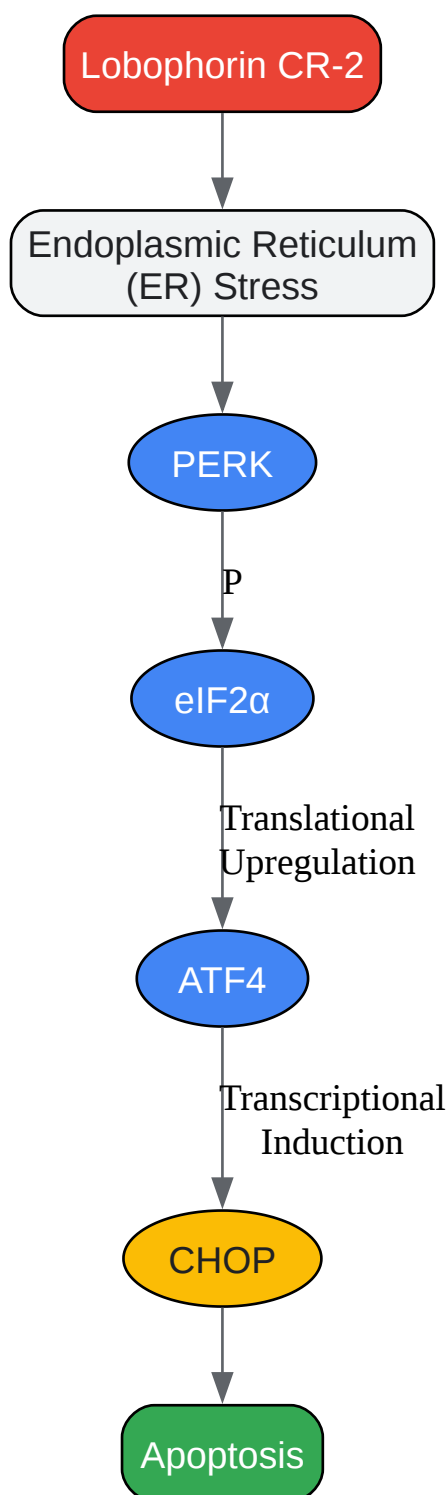 Lobophorin CR-2
Endoplasmic Reticulum
(ER) Stress
PERK
P
eIF2α
Translational
Upregulation
ATF4
Transcriptional
Induction
CHOP
Apoptosis